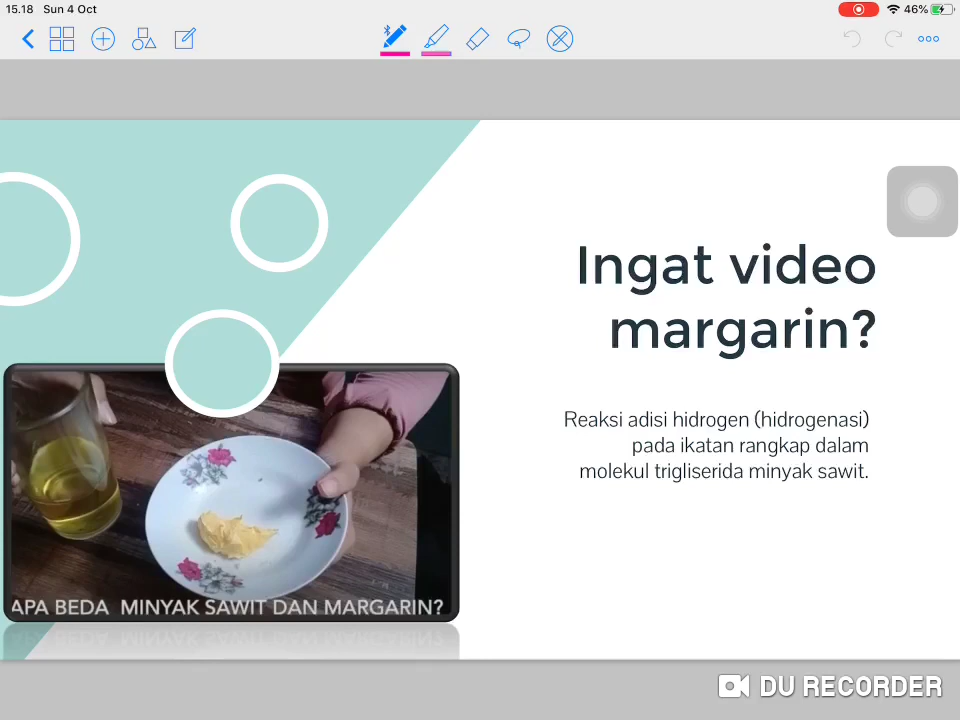 15.18 Sun 4 Oct
46%
Ingat video
margarin?
Reaksi adisi hidrogen (hidrogenasi)
pada ikatan rangkap dalam
molekul trigliserida minyak sawit.
APA BEDA MINYAK SAWIT DAN MARGARIN?
DU RECORDER